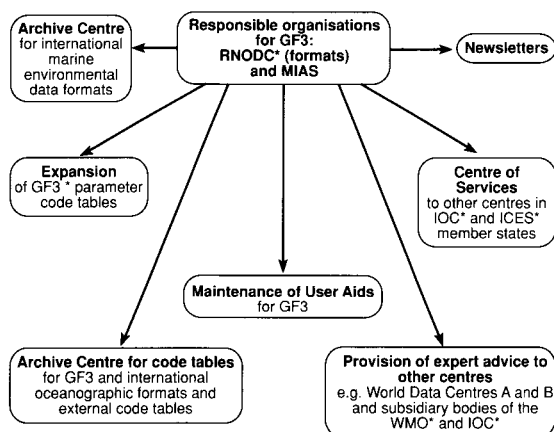 Archive Centre
for international
marine
environmental
data formats
Responsible organisations
for GF3:
RNODC* (formats)
and MIAS
Newsletters
Expansion
of GF3 * parameter
code tables
Centre of
Services
to other centres in
IOC* and ICES*
member states
Maintenance of User Aids
for GF3
Archive Centre for code tables
for GF3 and international
oceanographic formats and
external code tables
Provision of expert advice to
other centres
e.g. World Data Centres A and B
and subsidiary bodies of the
WMO* and IOC*